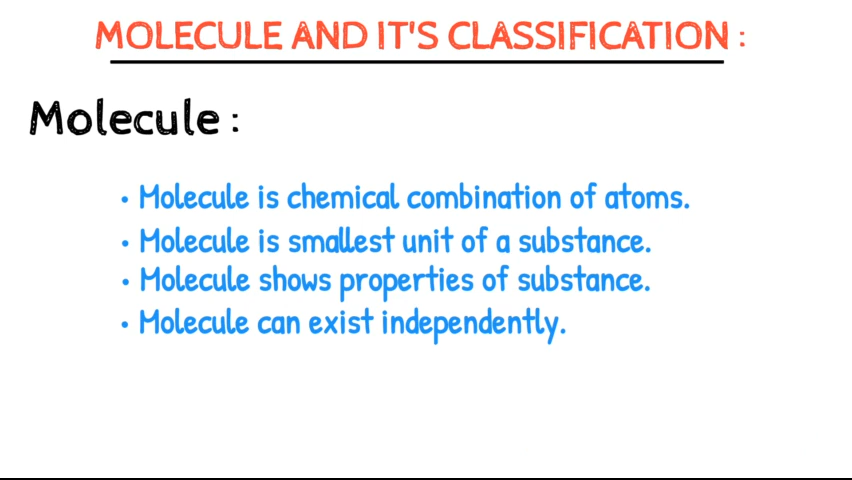 MOLECULE AND IT'S CLASSIFICATION :
Molecule :
• Molecule is chemical combination of atoms.
• Molecule is smallest unit of a substance.
• Molecule shows properties of substance.
• Molecule can exist independently.